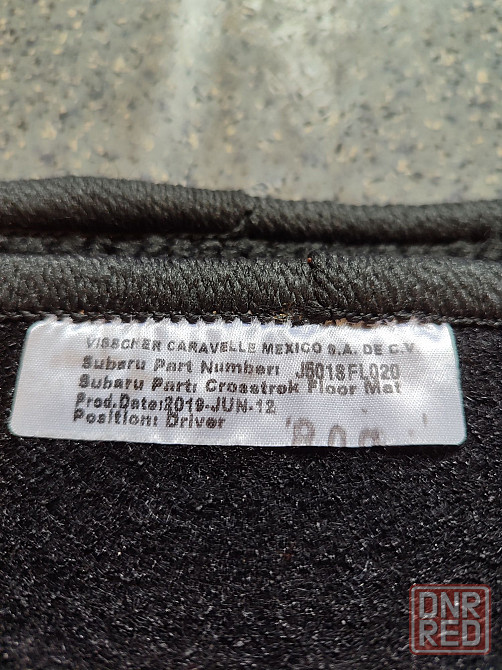 VISSCHER CARAVELLE MEXICO S.A. DE C.V.
Subaru Part Number: J501SFL020
Subaru Part: Crosstrek Floor Mat
Prod.Date:2019-JUN-12
Position: Driver
DNR
RED